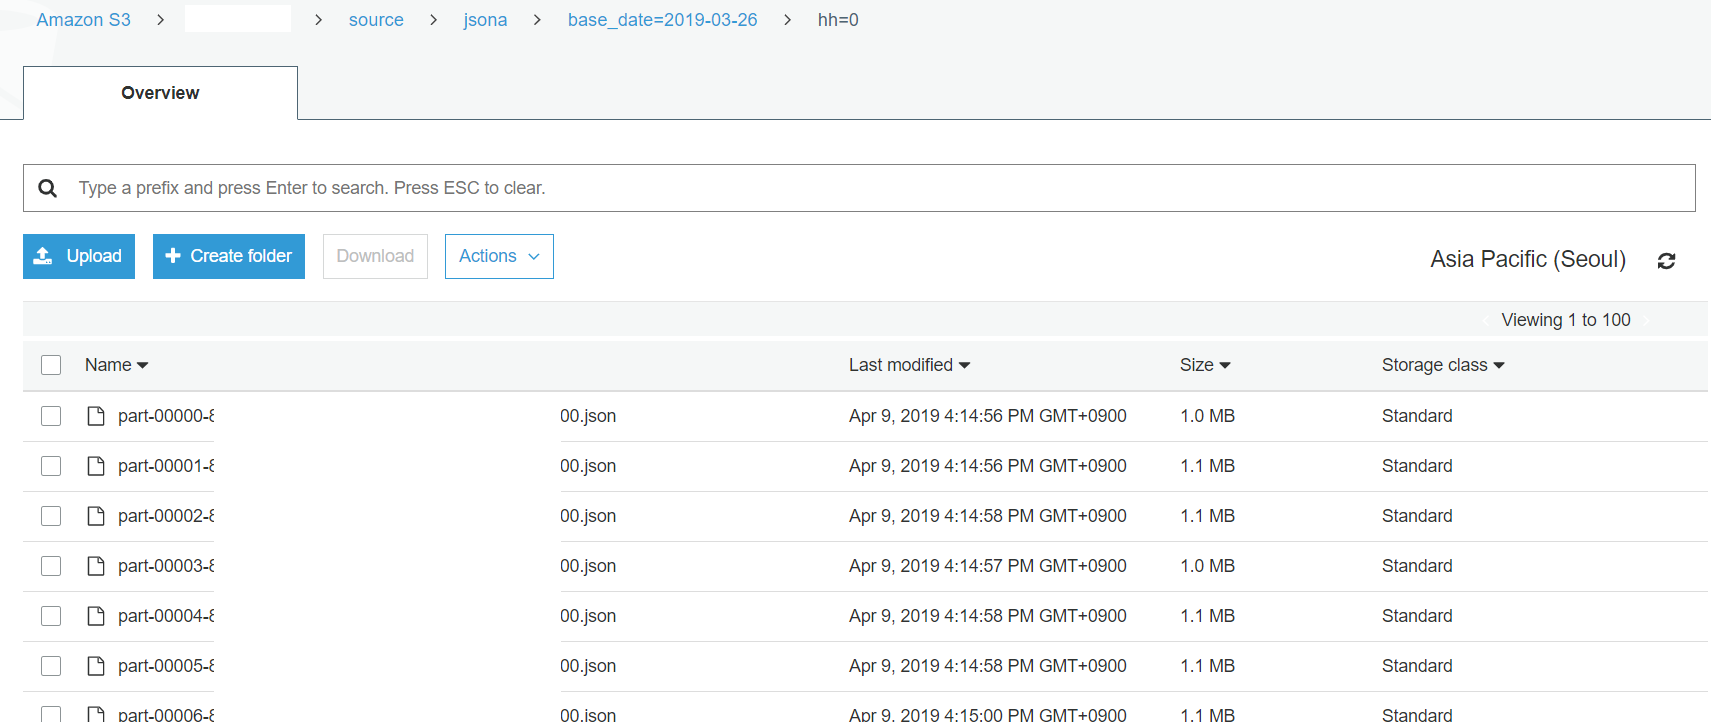 Amazon S3 > > source > jsona > base_date=2019-03-26 > hh=0
Overview
Type a prefix and press Enter to search. Press ESC to clear.
Upload Create folder Download Actions Asia Pacific (Seoul)
Viewing 1 to 100
Name Last modified Size Storage class
part-00000-8 00.json Apr 9, 2019 4:14:56 PM GMT+0900 1.0 MB Standard
part-00001-8 00.json Apr 9, 2019 4:14:56 PM GMT+0900 1.1 MB Standard
part-00002-8 00.json Apr 9, 2019 4:14:58 PM GMT+0900 1.1 MB Standard
part-00003-8 00.json Apr 9, 2019 4:14:57 PM GMT+0900 1.0 MB Standard
part-00004-8 00.json Apr 9, 2019 4:14:58 PM GMT+0900 1.1 MB Standard
part-00005-8 00.json Apr 9, 2019 4:14:58 PM GMT+0900 1.1 MB Standard
part-00006-8 00.json Apr 9, 2019 4:15:00 PM GMT+0900 1.1 MB Standard